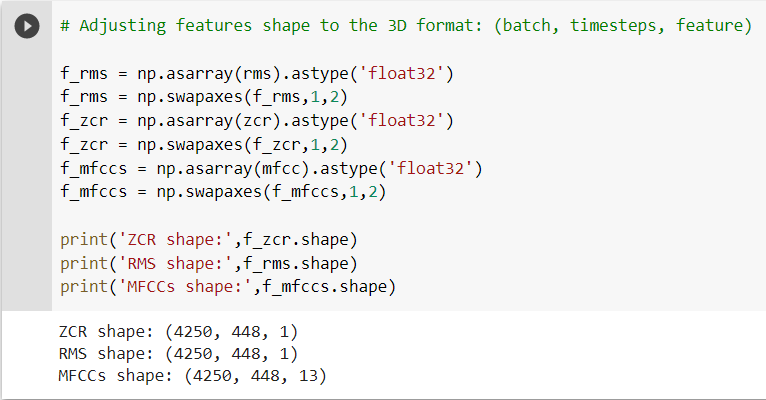 # Adjusting features shape to the 3D format: (batch, timesteps, feature)
f_rms = np.asarray(rms).astype('float32')
f_rms = np.swapaxes(f_rms,1,2)
f_zcr = np.asarray(zcr).astype('float32')
f_zcr = np.swapaxes(f_zcr,1,2)
f_mfccs = np.asarray(mfcc).astype('float32')
f_mfccs = np.swapaxes(f_mfccs,1,2)
print('ZCR shape:',f_zcr.shape)
print('RMS shape:',f_rms.shape)
print('MFCCs shape:',f_mfccs.shape)
ZCR shape: (4250, 448, 1)
RMS shape: (4250, 448, 1)
MFCCs shape: (4250, 448, 13)